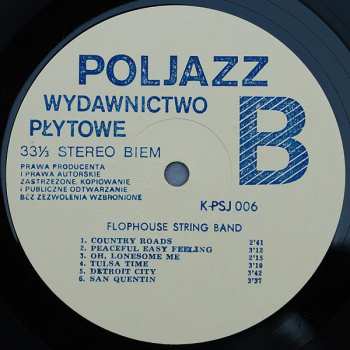 POLJAZZ
WYDAWNICTWO
PŁYTOWE
B
33⅓ STEREO BIEM
PRAWA PRODUCENTA
I PRAWA AUTORSKIE
ZASTRZEŻONE, KOPIOWANIE
I PUBLICZNE ODTWARZANIE
BEZ ZEZWOLENIA WZBRONIONE
K-PSJ 006
FLOPHOUSE STRING BAND
1. COUNTRY ROADS 2'41
2. PEACEFUL EASY FEELING 3'12
3. OH, LONESOME ME 2'15
4. TULSA TIME 3'10
5. DETROIT CITY 3'42
6. SAN QUENTIN 3'37